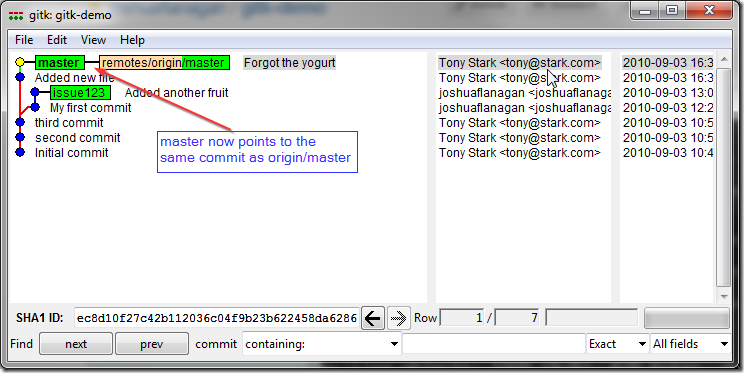 gitk: gitk-demo
File Edit View Help
master remotes/origin/master Forgot the yogurt Tony Stark <tony@stark.com> 2010-09-03 16:3
Added new file Tony Stark <tony@stark.com> 2010-09-03 16:3
issue123 Added another fruit joshuaflanagan <joshuaflanaga 2010-09-03 13:0
My first commit joshuaflanagan <joshuaflanaga 2010-09-03 12:2
third commit Tony Stark <tony@stark.com> 2010-09-03 10:5
second commit Tony Stark <tony@stark.com> 2010-09-03 10:5
Initial commit Tony Stark <tony@stark.com> 2010-09-03 10:4
master now points to the
same commit as origin/master
SHA1 ID: ec8d10f27c42b112036c04f9b23b622458da6286 Row 1 / 7
Find next prev commit containing: Exact All fields